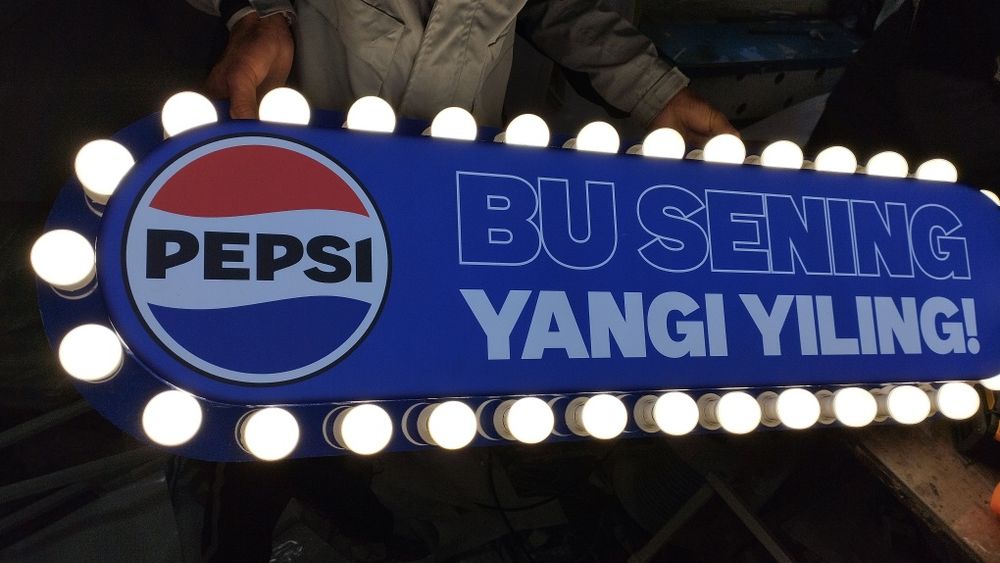 PEPSI
BU SENING
YANGI YILING!